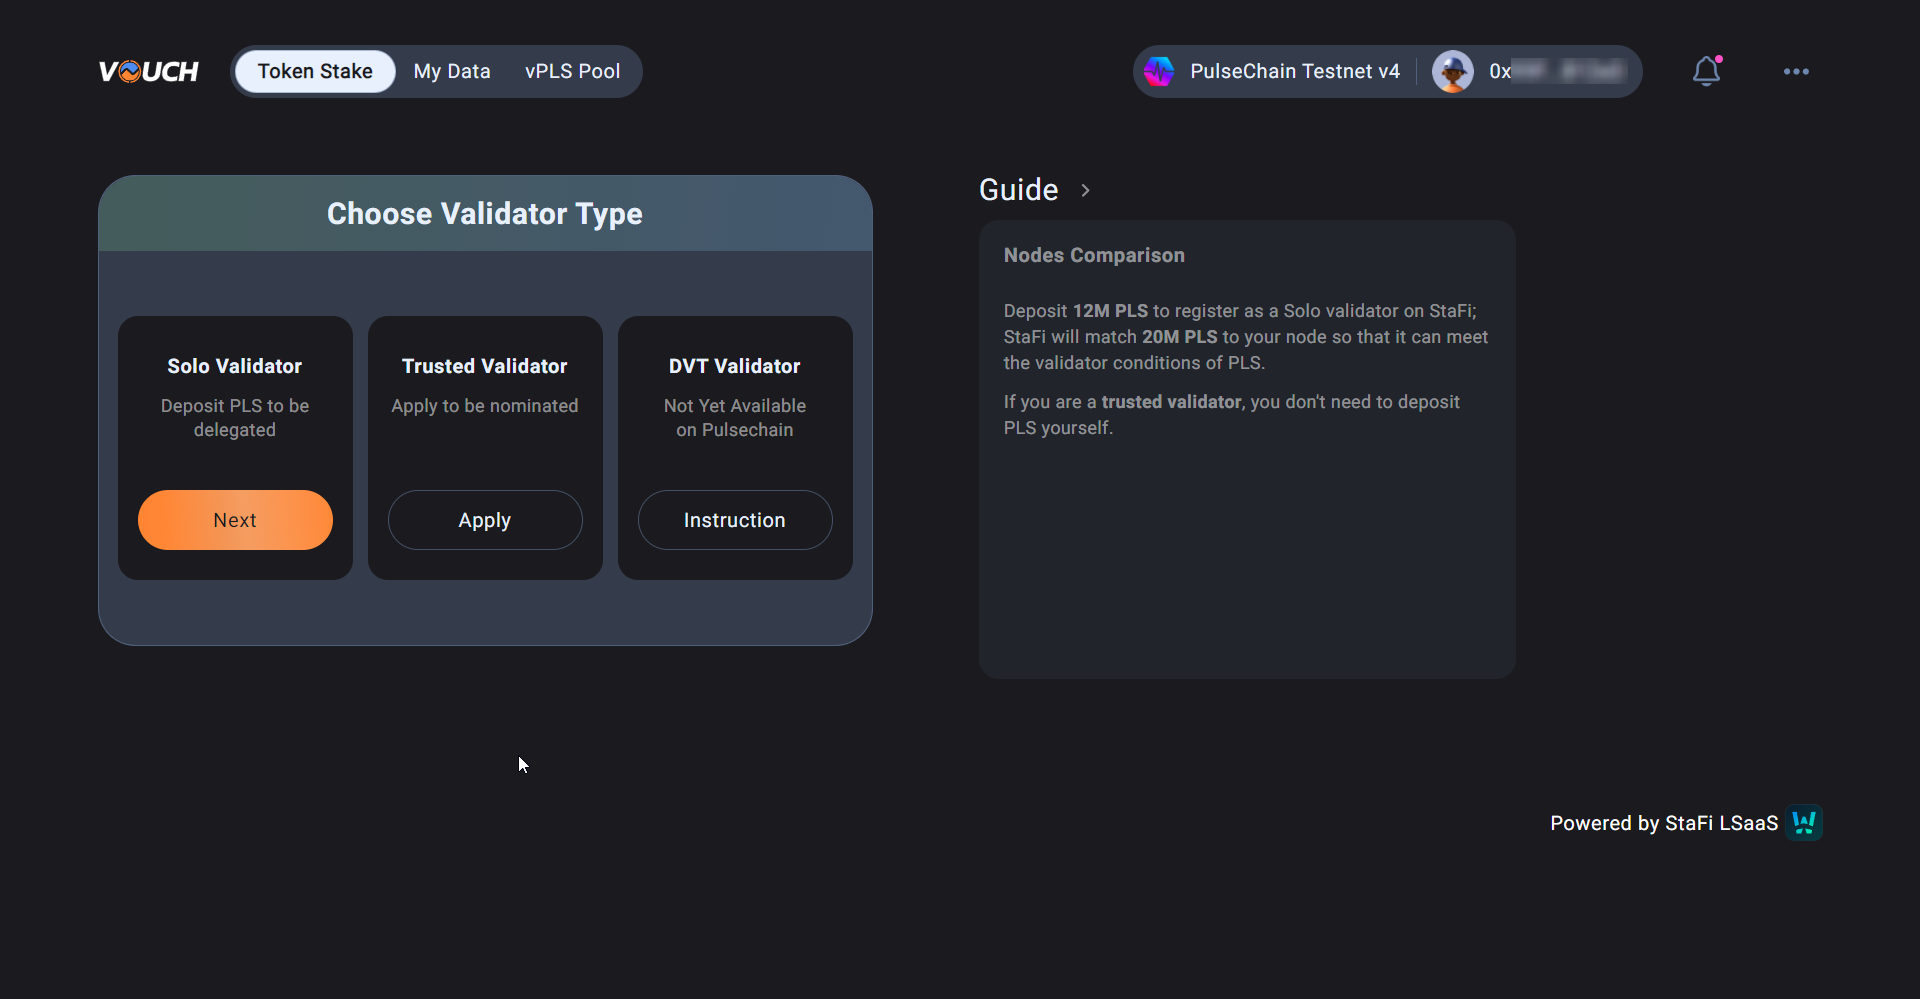 VOUCH
Token Stake
My Data
vPLS Pool
PulseChain Testnet v4
0x
Choose Validator Type
Solo Validator
Deposit PLS to be
delegated
Next
Trusted Validator
Apply to be nominated
Apply
DVT Validator
Not Yet Available
on Pulsechain
Instruction
Guide
Nodes Comparison
Deposit 12M PLS to register as a Solo validator on StaFi;
StaFi will match 20M PLS to your node so that it can meet
the validator conditions of PLS.
If you are a trusted validator, you don't need to deposit
PLS yourself.
Powered by StaFi LSaaS